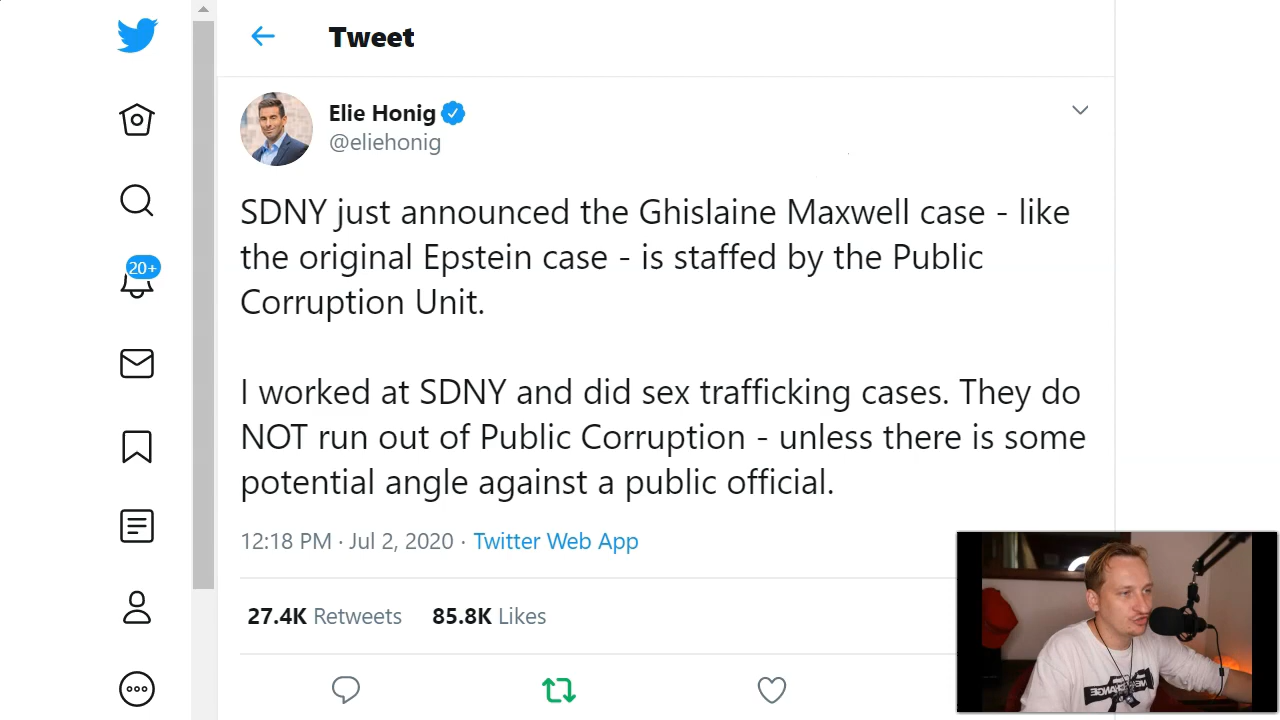 Tweet
Elie Honig
@eliehonig
20+
SDNY just announced the Ghislaine Maxwell case - like
the original Epstein case - is staffed by the Public
Corruption Unit.
I worked at SDNY and did sex trafficking cases. They do
NOT run out of Public Corruption - unless there is some
potential angle against a public official.
12:18 PM · Jul 2, 2020 · Twitter Web App
27.4K Retweets 85.8K Likes